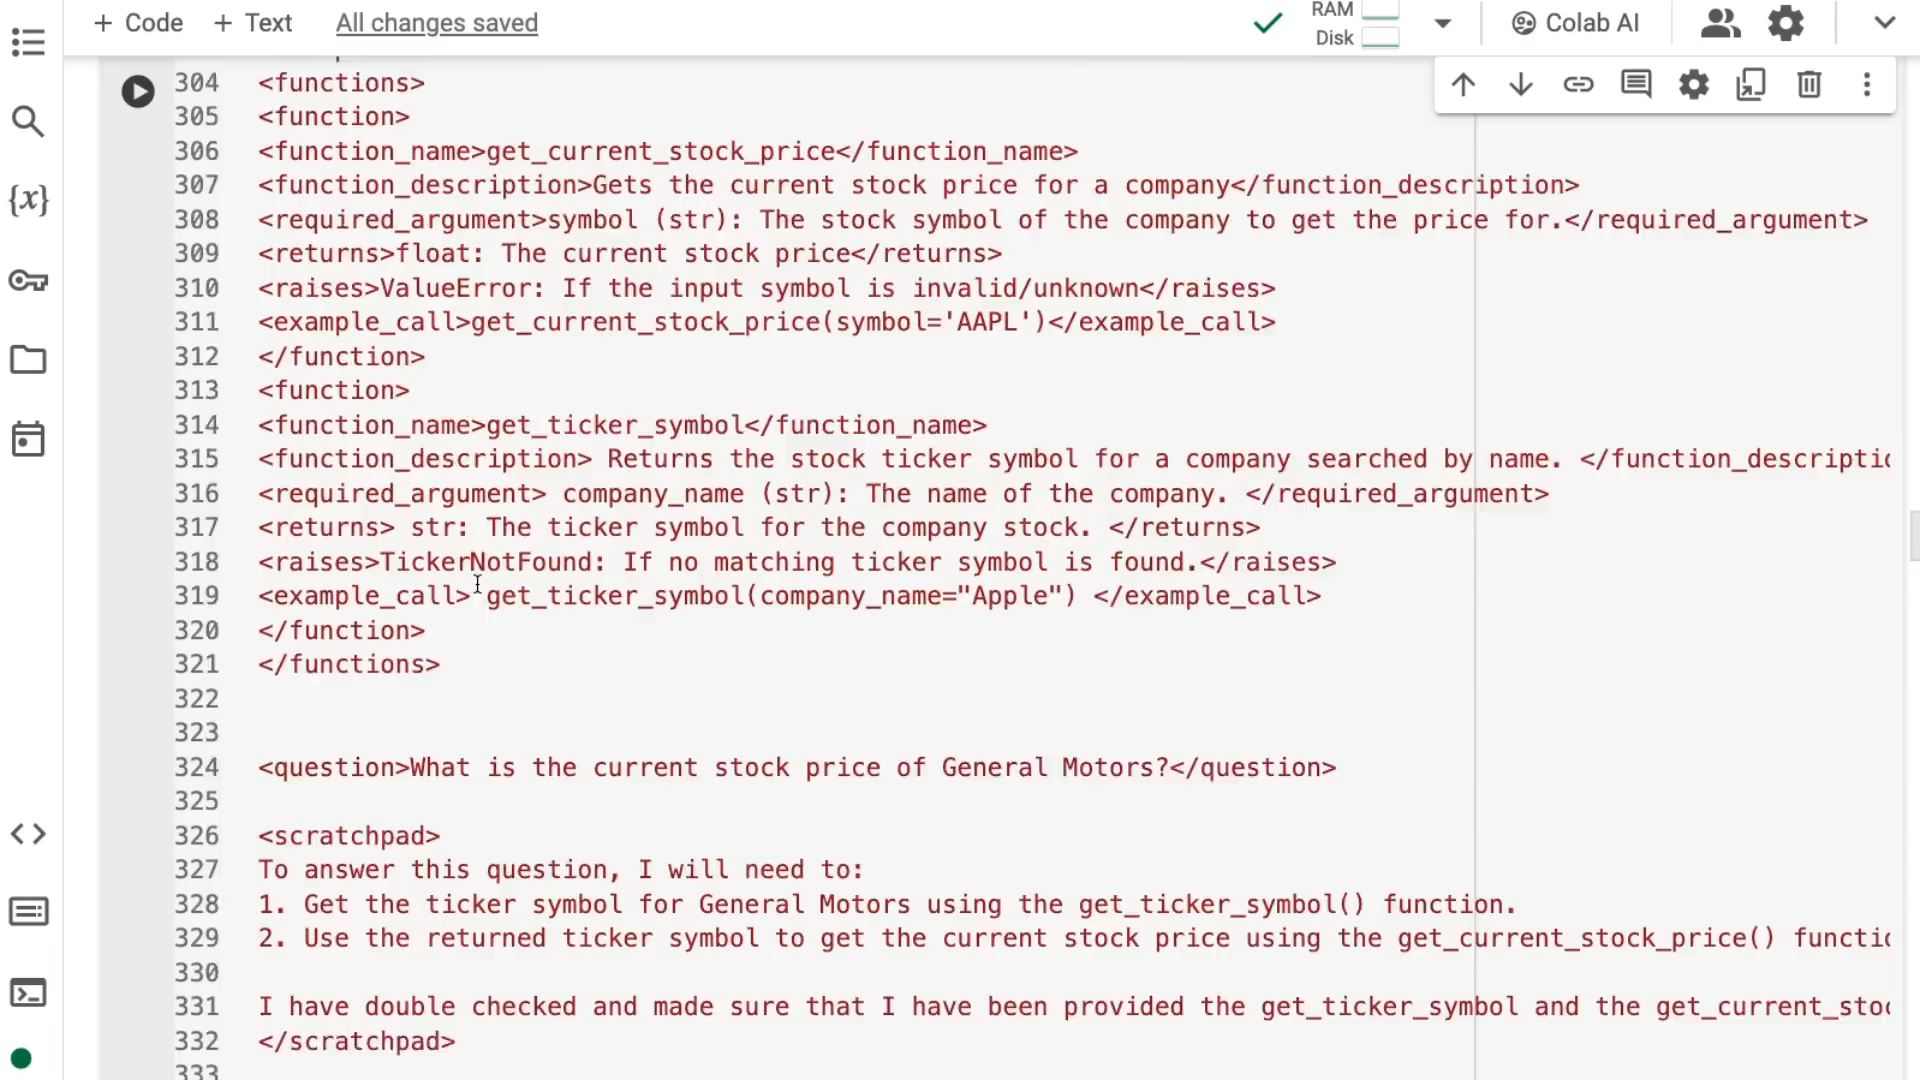 + Code + Text All changes saved RAM Disk Colab AI
304 <functions>
305 <function>
306 <function_name>get_current_stock_price</function_name>
307 <function_description>Gets the current stock price for a company</function_description>
308 <required_argument>symbol (str): The stock symbol of the company to get the price for.</required_argument>
309 <returns>float: The current stock price</returns>
310 <raises>ValueError: If the input symbol is invalid/unknown</raises>
311 <example_call>get_current_stock_price(symbol='AAPL')</example_call>
312 </function>
313 <function>
314 <function_name>get_ticker_symbol</function_name>
315 <function_description> Returns the stock ticker symbol for a company searched by name. </function_descriptio
316 <required_argument> company_name (str): The name of the company. </required_argument>
317 <returns> str: The ticker symbol for the company stock. </returns>
318 <raises>TickerNotFound: If no matching ticker symbol is found.</raises>
319 <example_call> get_ticker_symbol(company_name="Apple") </example_call>
320 </function>
321 </functions>
322
323
324 <question>What is the current stock price of General Motors?</question>
325
326 <scratchpad>
327 To answer this question, I will need to:
328 1. Get the ticker symbol for General Motors using the get_ticker_symbol() function.
329 2. Use the returned ticker symbol to get the current stock price using the get_current_stock_price() functio
330
331 I have double checked and made sure that I have been provided the get_ticker_symbol and the get_current_stoc
332 </scratchpad>
333